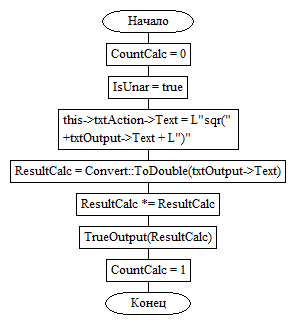 Начало
CountCalc = 0
IsUnar = true
this->txtAction->Text = L"sqr("
+txtOutput->Text + L")"
ResultCalc = Convert::ToDouble(txtOutput->Text)
ResultCalc *= ResultCalc
TrueOutput(ResultCalc)
CountCalc = 1
Конец